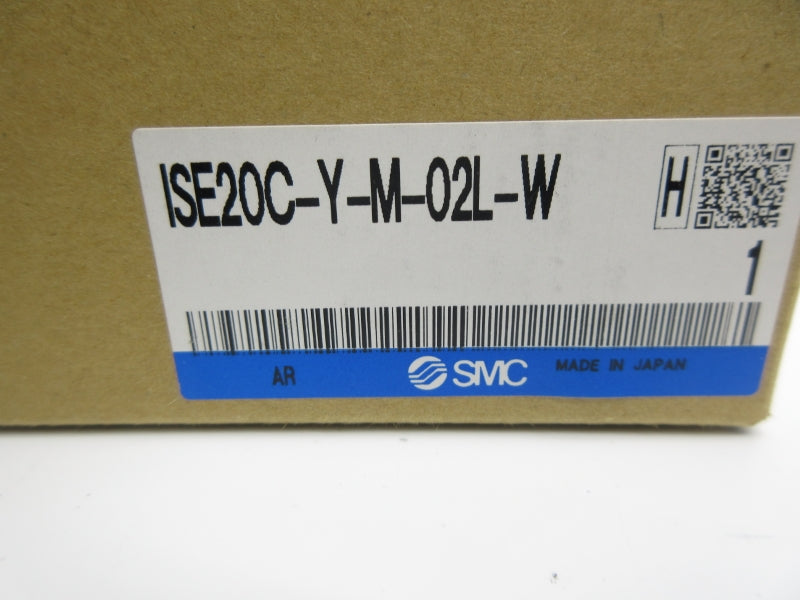 ISE20C-Y-M-02L-W
H
1
AR
SMC
MADE IN JAPAN